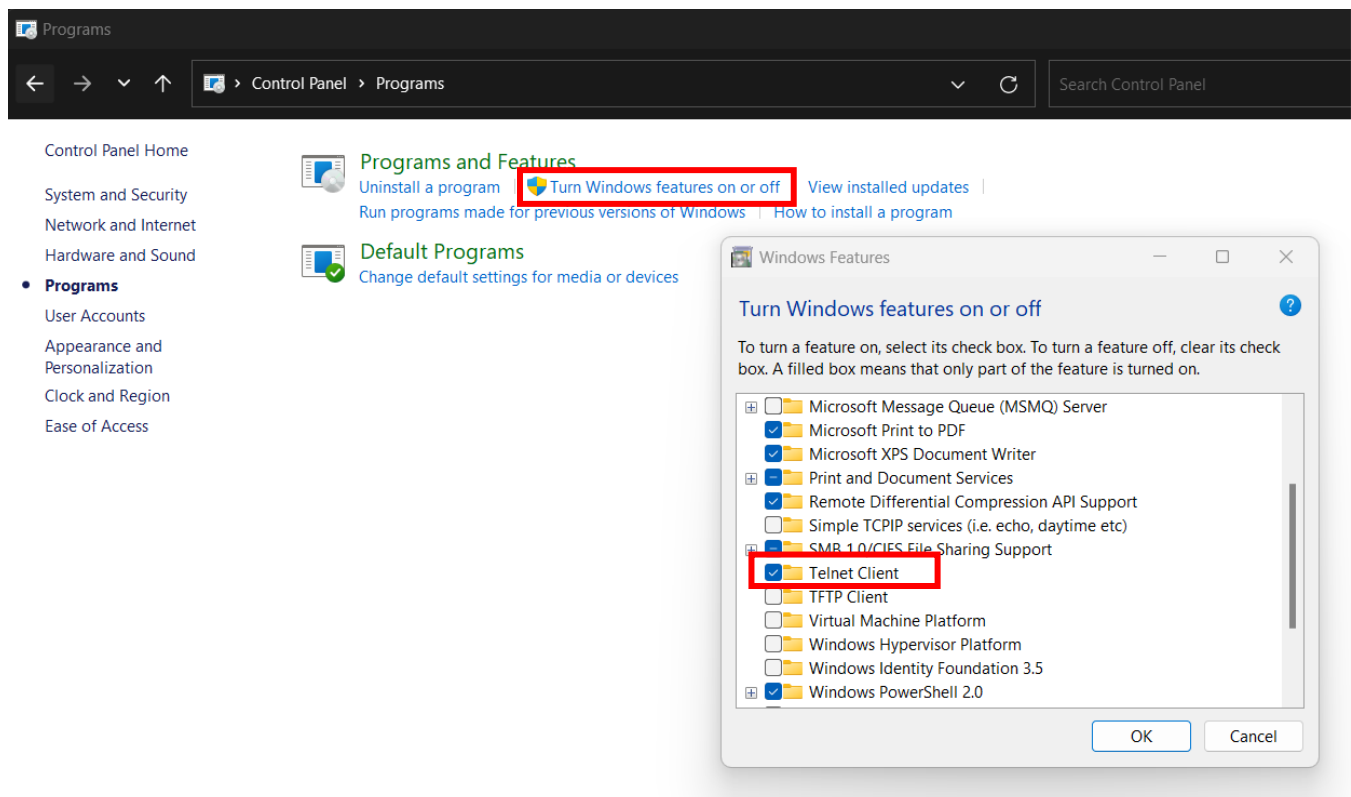 Programs
Control Panel › Programs
Search Control Panel
Control Panel Home
System and Security
Network and Internet
Hardware and Sound
Programs
User Accounts
Appearance and
Personalization
Clock and Region
Ease of Access
Programs and Features
Uninstall a program Turn Windows features on or off View installed updates
Run programs made for previous versions of Windows How to install a program
Default Programs
Change default settings for media or devices
Windows Features
Turn Windows features on or off
?
To turn a feature on, select its check box. To turn a feature off, clear its check
box. A filled box means that only part of the feature is turned on.
Microsoft Message Queue (MSMQ) Server
Microsoft Print to PDF
Microsoft XPS Document Writer
Print and Document Services
Remote Differential Compression API Support
Simple TCPIP services (i.e. echo, daytime etc)
SMB 1.0/CIFS File Sharing Support
Telnet Client
TFTP Client
Virtual Machine Platform
Windows Hypervisor Platform
Windows Identity Foundation 3.5
Windows PowerShell 2.0
OK Cancel